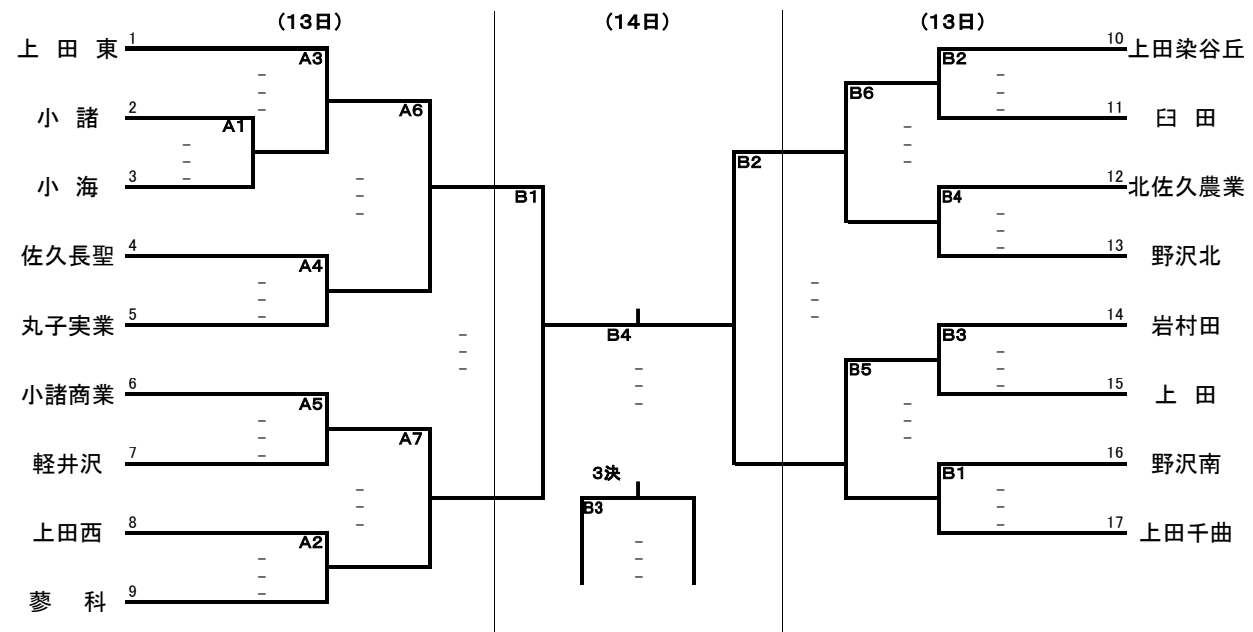 (13日) (14日) (13日)
1 上田東
A3
2 小諸
A1
3 小海
A6
4 佐久長聖
A4
5 丸子実業
B1
6 小諸商業
A5
7 軽井沢
A7
8 上田西
A2
9 蓼科
B4
3決
B3
10 上田染谷丘
B2
11 臼田
B6
12 北佐久農業
B4
13 野沢北
B2
14 岩村田
B3
15 上田
B5
16 野沢南
B1
17 上田千曲